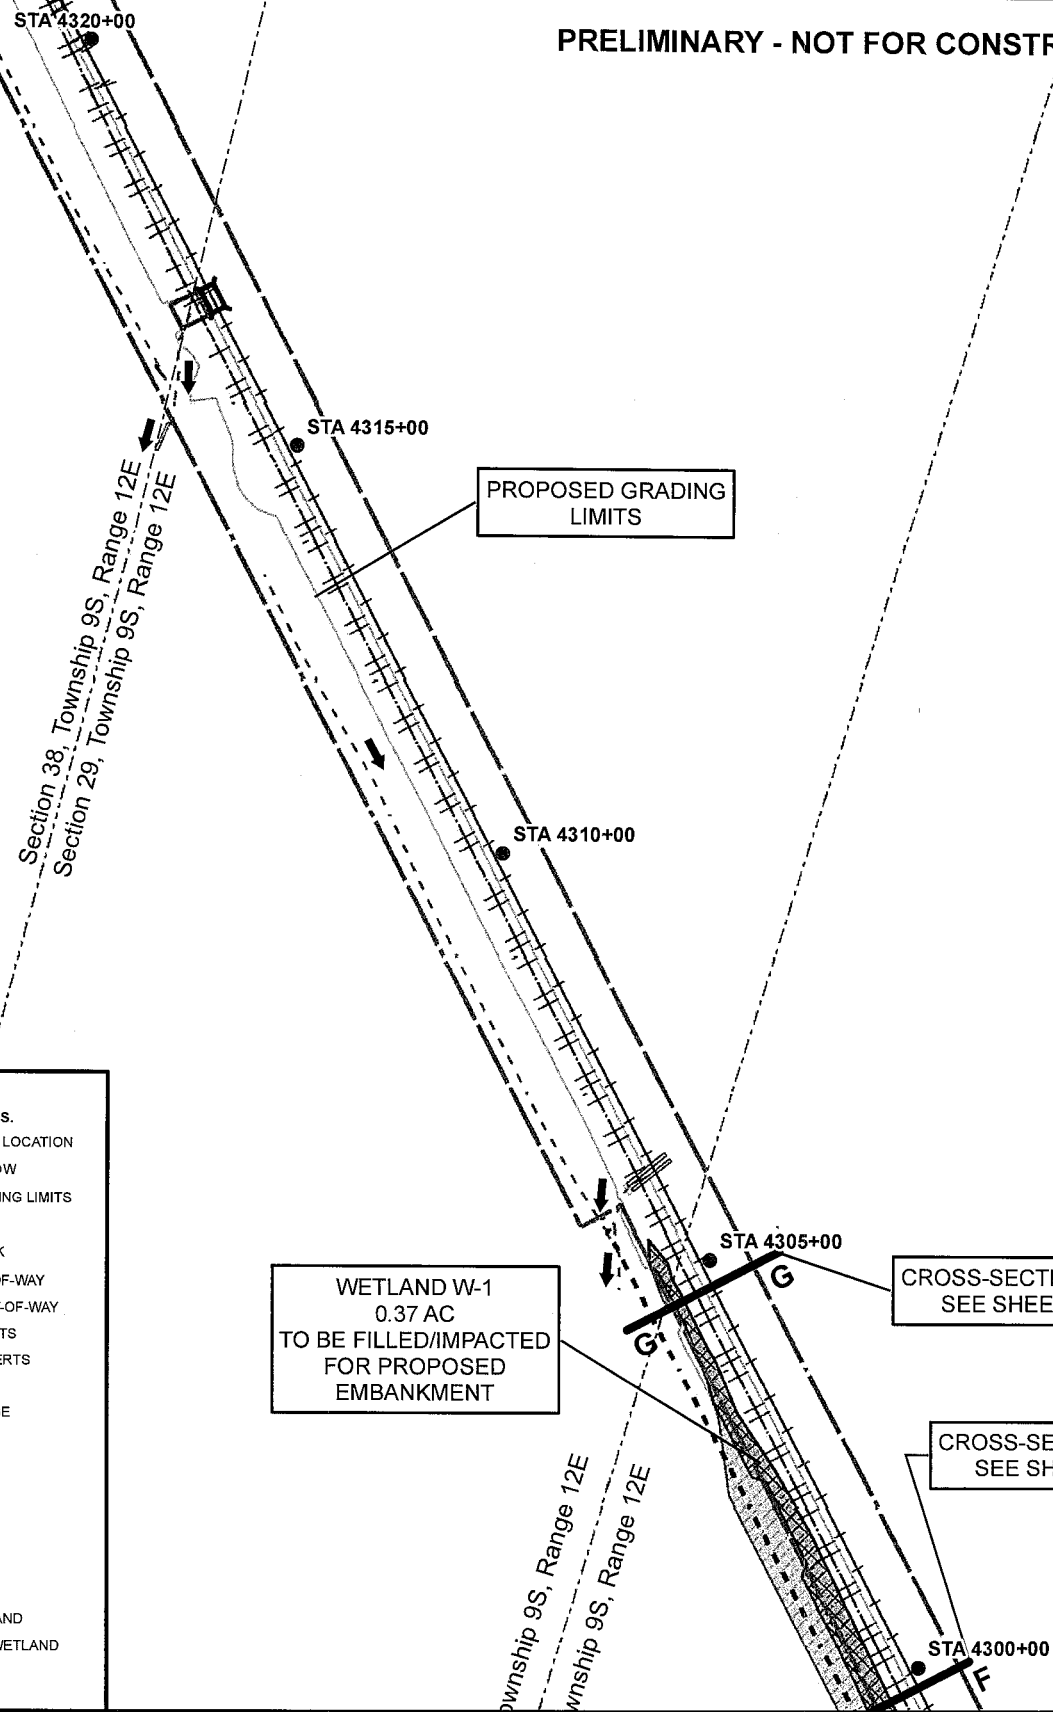 STA 4320+00
PRELIMINARY - NOT FOR CONSTR
STA 4315+00
PROPOSED GRADING
LIMITS
Section 38, Township 9S, Range 12E
Section 29, Township 9S, Range 12E
STA 4310+00
S.
LOCATION
OW
ING LIMITS
K
OF-WAY
-OF-WAY
TS
ERTS
E
AND
WETLAND
STA 4305+00
G
G
CROSS-SECTI
SEE SHEE
WETLAND W-1
0.37 AC
TO BE FILLED/IMPACTED
FOR PROPOSED
EMBANKMENT
CROSS-SE
SEE SH
ownship 9S, Range 12E
wnship 9S, Range 12E
STA 4300+00
F